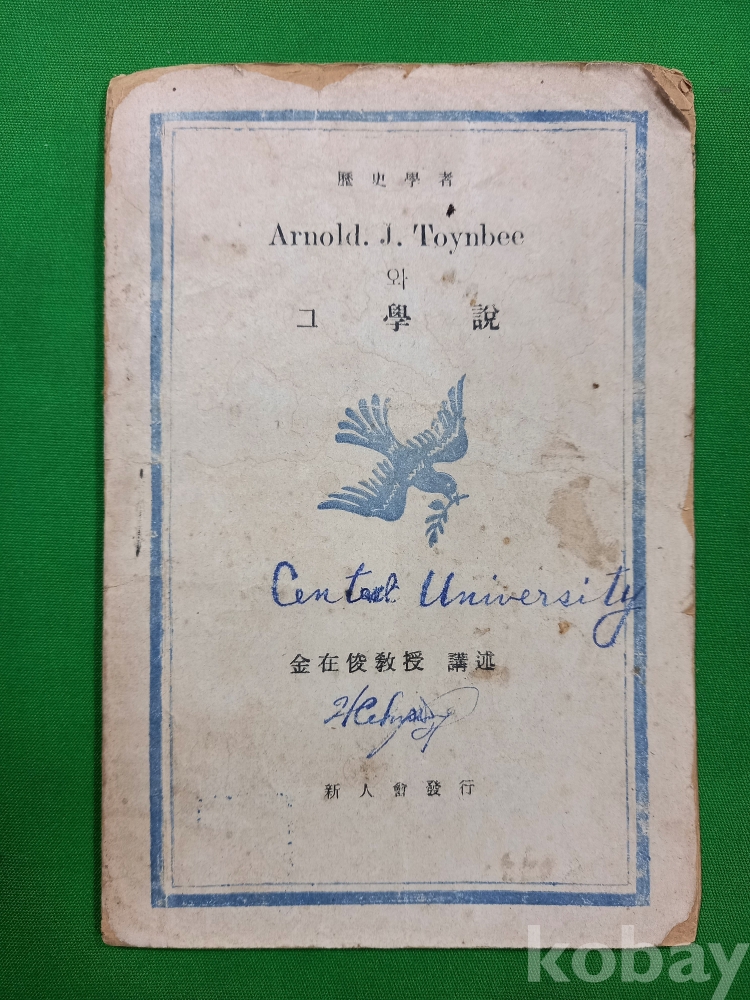 歷史學者
Arnold. J. Toynbee
와
그 學 說
Central University
金在俊敎授 講述
新人會發行
kobay